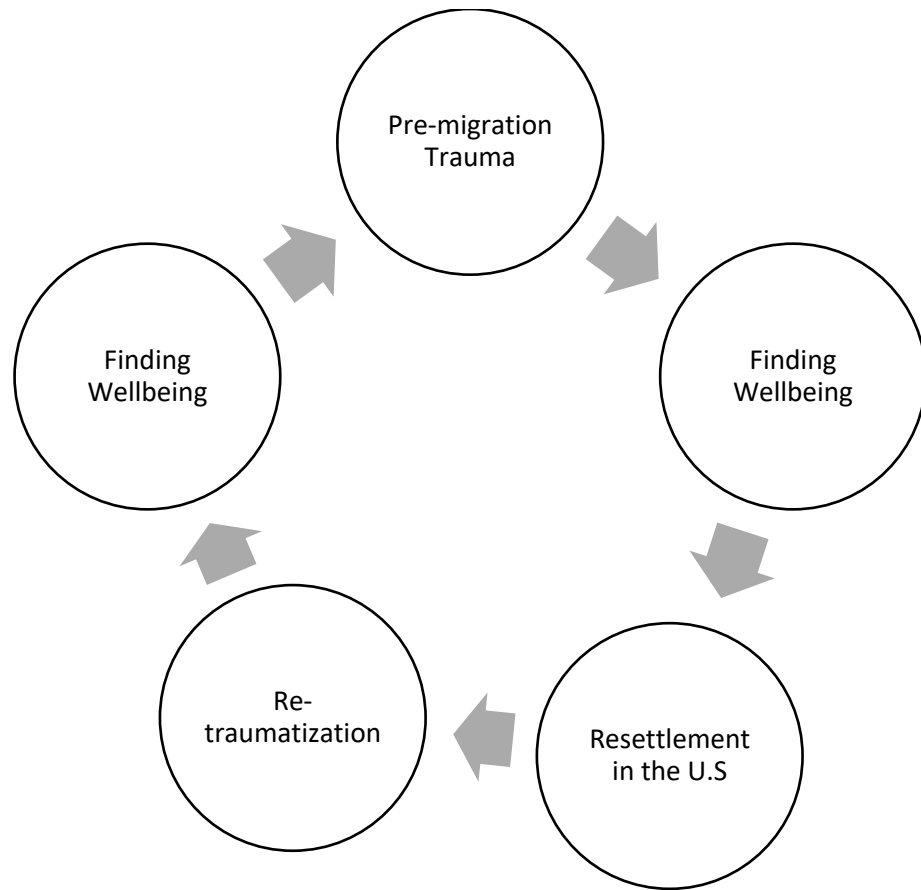 Pre-migration
Trauma
Finding
Wellbeing
Finding
Wellbeing
Resettlement
in the U.S
Re-
traumatization